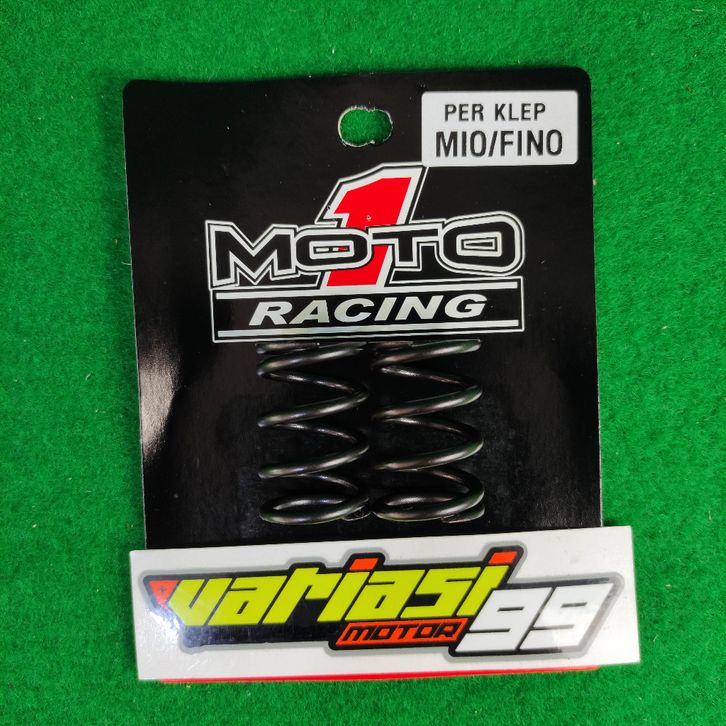 PER KLEP
MIO/FINO
1
MOTO
RACING
variasi
MOTOR
99